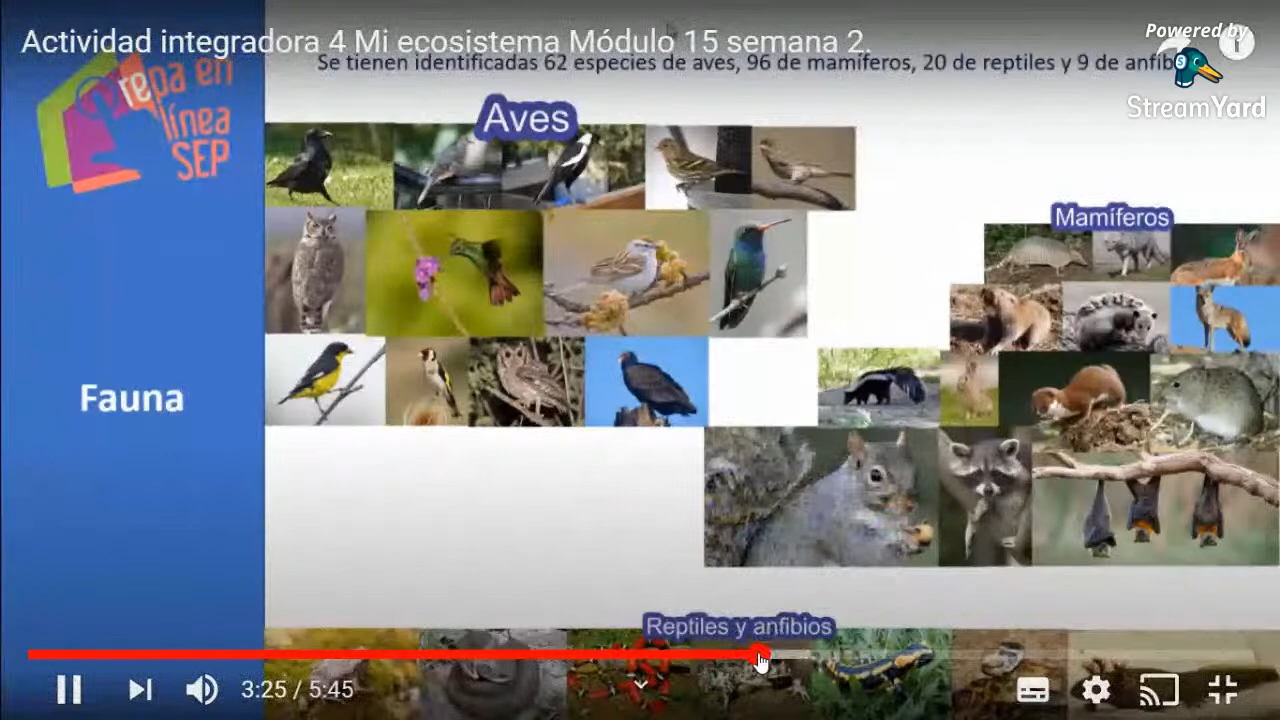 Actividad integradora 4 Mi ecosistema Módulo 15 semana 2.
Powered by
StreamYard
Se tienen identificadas 62 especies de aves, 96 de mamíferos, 20 de reptiles y 9 de anfib
Prepa en
línea
SEP
Aves
Mamíferos
Fauna
Reptiles y anfibios
3:25 / 5:45